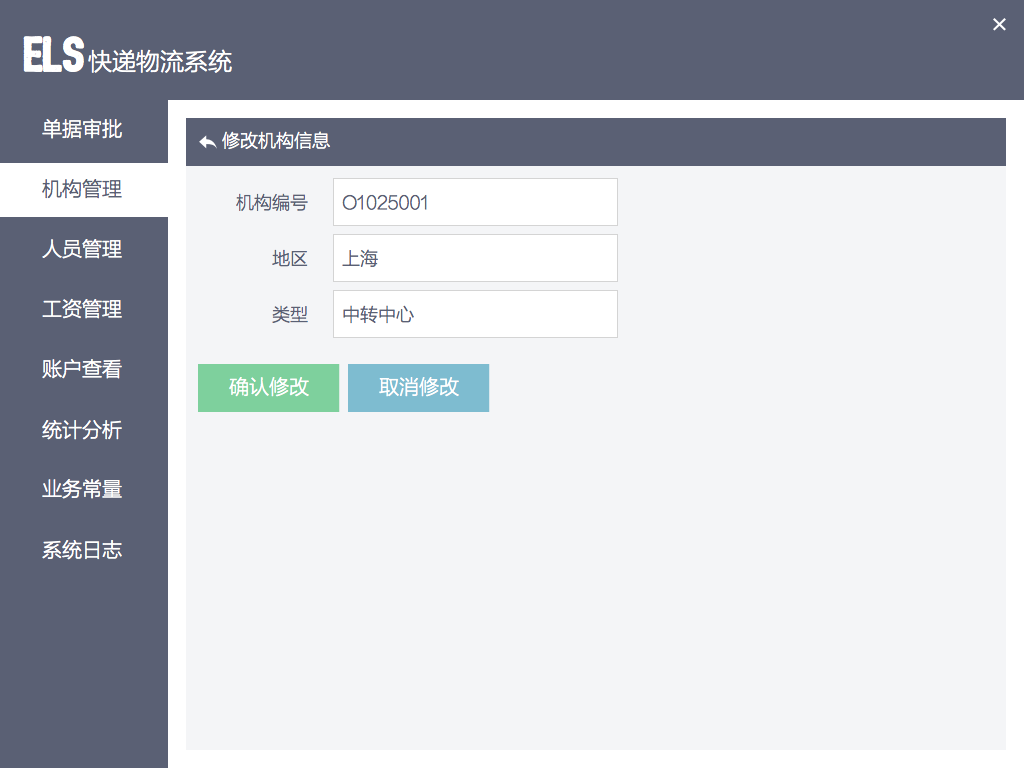 ELS 快递物流系统
单据审批
机构管理
人员管理
工资管理
账户查看
统计分析
业务常量
系统日志
修改机构信息
机构编号 O1025001
地区 上海
类型 中转中心
确认修改 取消修改